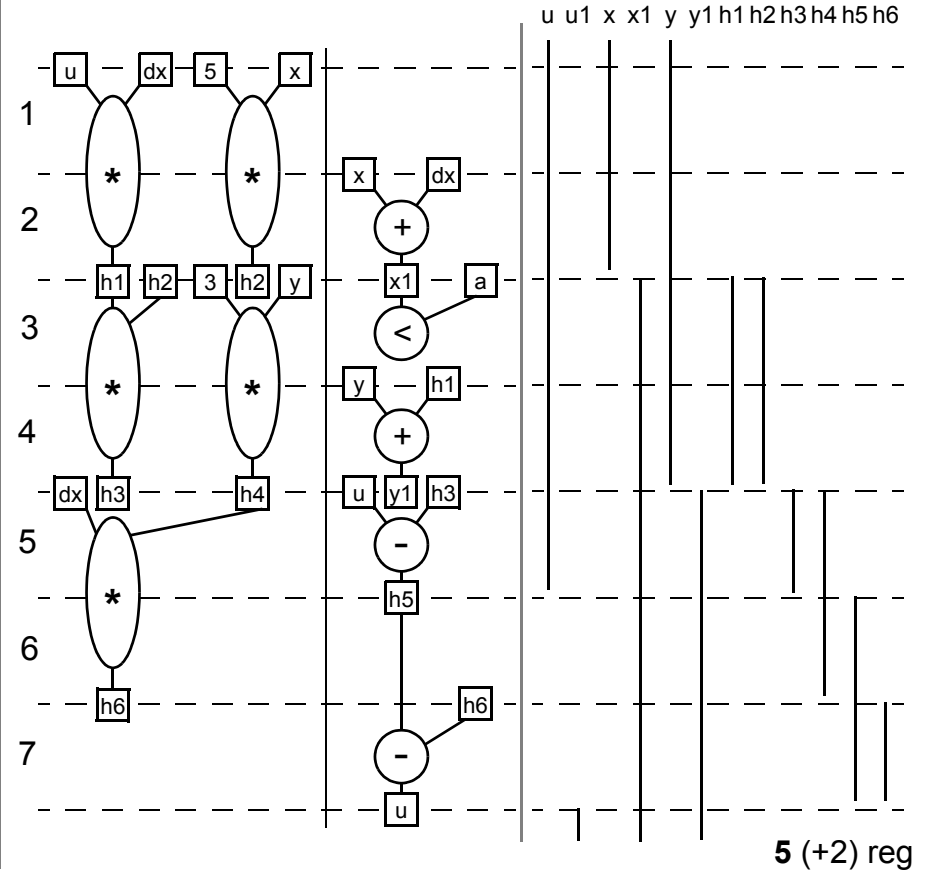 u u1 x x1 y y1 h1 h2 h3 h4 h5 h6
u dx 5 x
1
* * x dx
2 +
h1 h2 3 h2 y x1 a
3 <
* * y h1
4 +
dx h3 h4 u y1 h3
5 -
* h5
6
h6 h6
7 -
u
5 (+2) reg